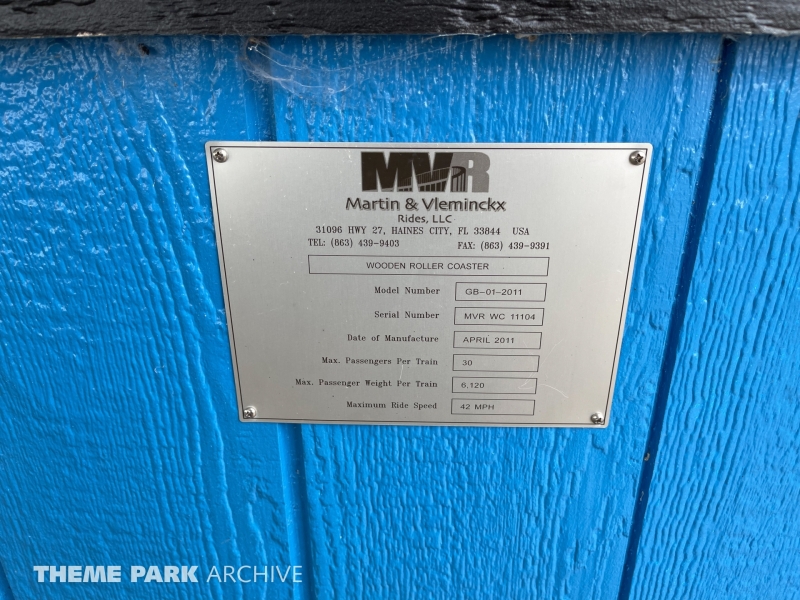 MVR
Martin & Vleminckx
Rides, LLC
31096 HWY 27, HAINES CITY, FL 33844 USA
TEL: (863) 439-9403 FAX: (863) 439-9391
WOODEN ROLLER COASTER
Model Number GB-01-2011
Serial Number MVR WC 11104
Date of Manufacture APRIL 2011
Max. Passengers Per Train 30
Max. Passenger Weight Per Train 6,120
Maximum Ride Speed 42 MPH
THEME PARK ARCHIVE